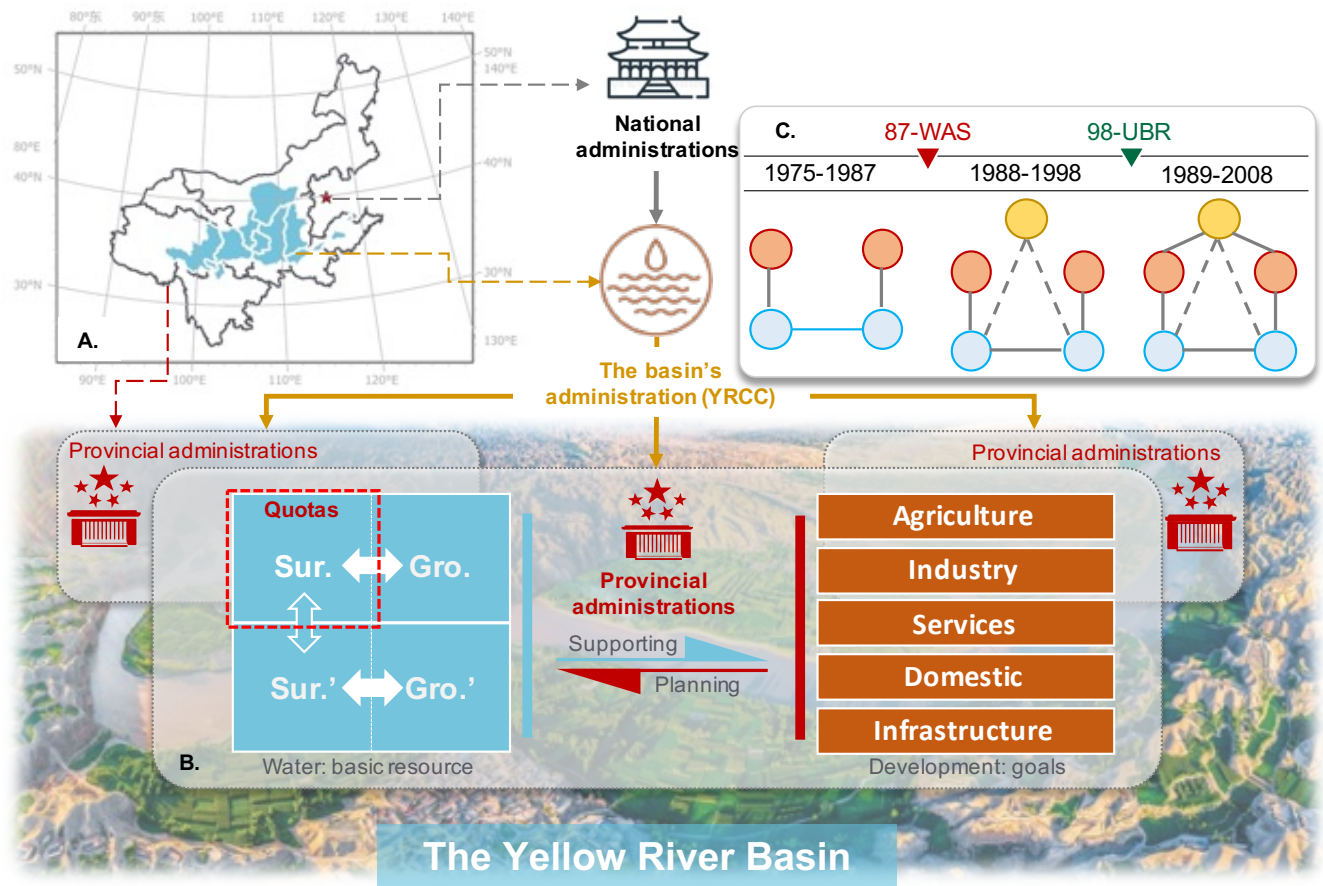 80°东 90°东 100°E 110°E 120°E 130°E 140°E
50°N
140°E
50°N
80°E
40°N
40°N
30°N
30°N
130°E
90°E 100°E 110°E 120°E
A.
National
administrations
The basin's
administration (YRCC)
C.
87-WAS
98-UBR
1975-1987
1988-1998
1989-2008
Provincial administrations
Provincial administrations
Quotas
Sur.
Gro.
Sur.’
Gro.’
B.
Water: basic resource
Provincial
administrations
Supporting
Planning
Agriculture
Industry
Services
Domestic
Infrastructure
Development: goals
The Yellow River Basin